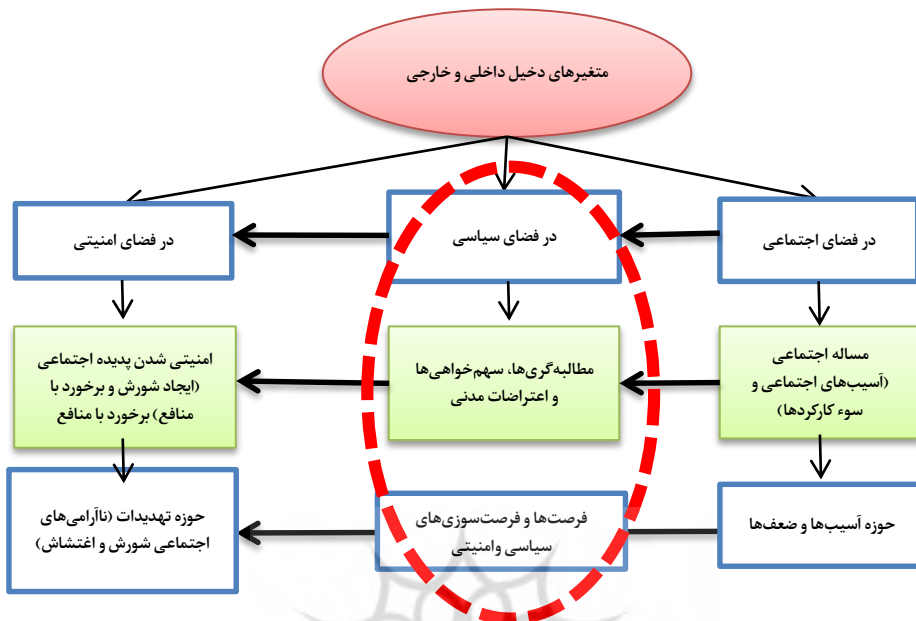 متغیرهای دخیل داخلی و خارجی
در فضای اجتماعی
در فضای سیاسی
در فضای امنیتی
مساله اجتماعی
(آسیب‌های اجتماعی و
سوء کارکردها)
مطالبه‌گری‌ها، سهم‌خواهی‌ها
و اعتراضات مدنی
امنیتی شدن پدیده اجتماعی
(ایجاد شورش و برخورد با
منافع) برخورد با منافع
حوزه آسیب‌ها و ضعف‌ها
فرصت‌ها و فرصت‌سوزی‌های
سیاسی وامنیتی
حوزه تهدیدات (ناآرامی‌های
اجتماعی شورش و اغتشاش)